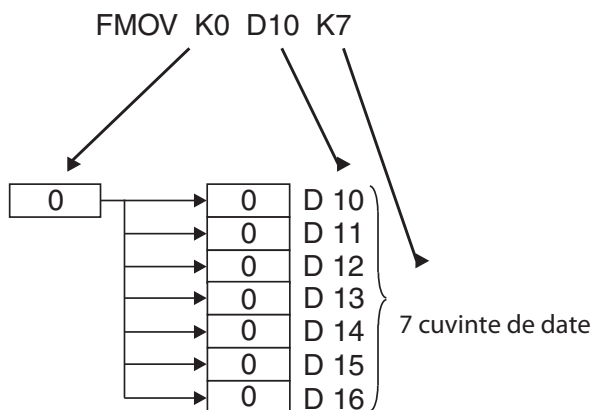 FMOV K0 D10 K7
0 0 D 10
0 D 11
0 D 12
0 D 13
0 D 14
7 cuvinte de date
0 D 15
0 D 16